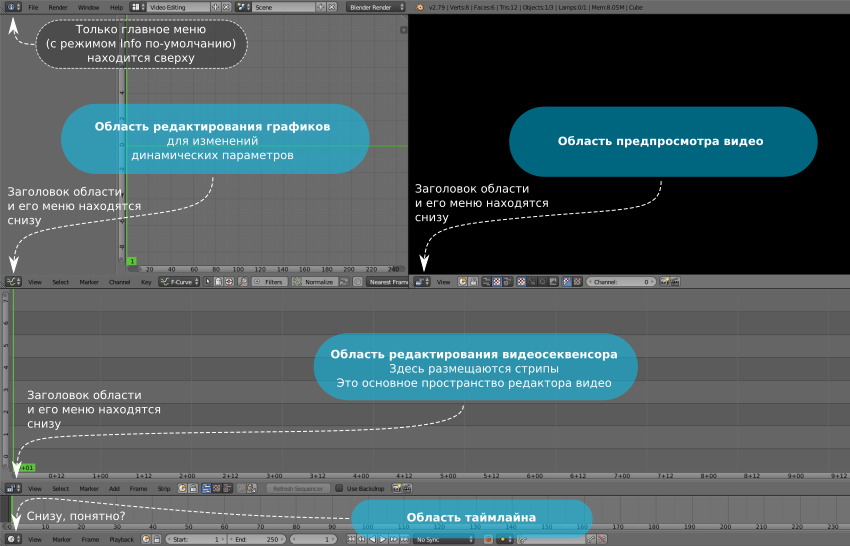 File Render Window Help Video Editing Scene Blender Render
v2.79 | Verts:8 | Faces:6 | Tris:12 | Objects:1/3 | Lamps:0/1 | Mem:8.05M | Cube
Только главное меню
(с режимом Info по-умолчанию)
находится сверху
Область редактирования графиков
для изменений
динамических параметров
Область предпросмотра видео
Заголовок области
и его меню находятся
снизу
Заголовок области
и его меню находятся
снизу
1
20 40 60 80 100 120 140 160 180 200 220 240
View Select Marker Channel Key F-Curve Filters Normalize Nearest Frame
View Channel: 0
Область редактирования видеосеквенсора
Здесь размещаются стрипы
Это основное пространство редактора видео
Заголовок области
и его меню находятся
снизу
0+01
0+12 1+00 1+12 2+00 2+12 3+00 3+12 4+00 4+12 5+00 5+12 6+00 6+12 7+00 7+12 8+00 8+12 9+00 9+12
View Select Marker Add Frame Strip Refresh Sequencer Use Backdrop
Снизу, понятно?
Область таймлайна
0 10 20 30 40 50 60 70 80 90 100 110 120 130 140 150 160 170 180 190 200 210 220 230
View Marker Frame Playback Start: 1 End: 250 1 No Sync